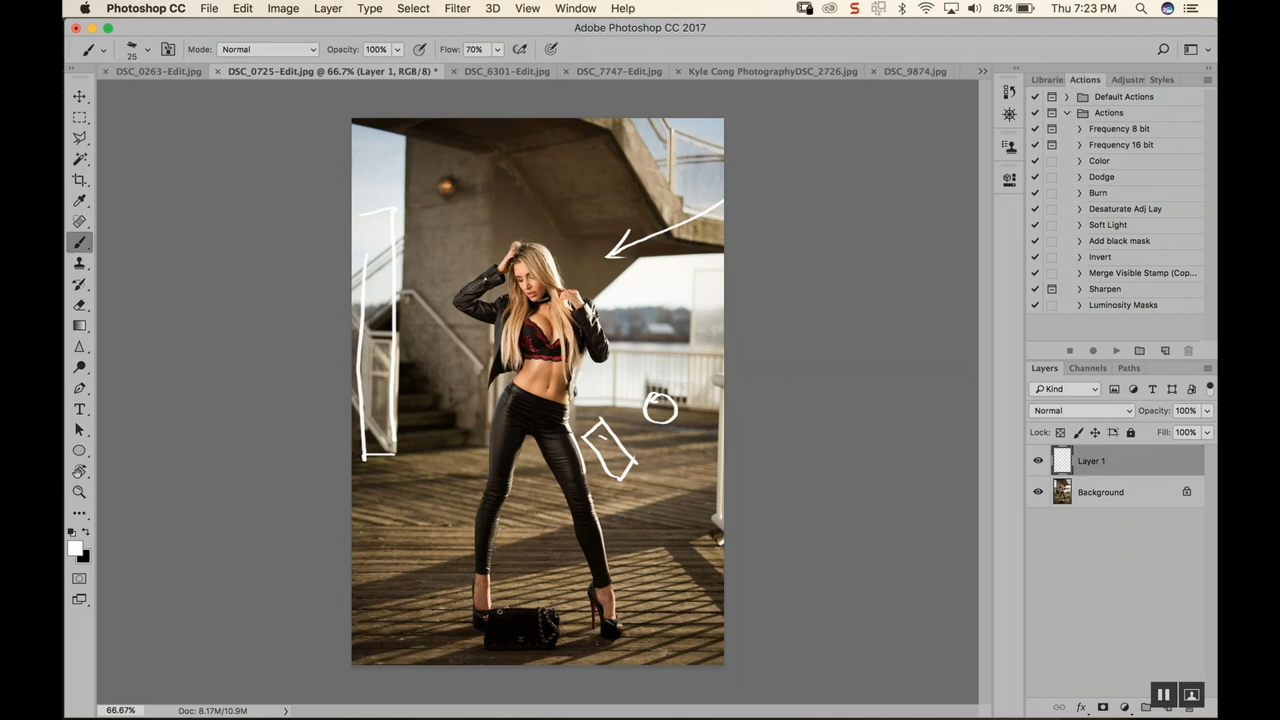 Photoshop CC File Edit Image Layer Type Select Filter 3D View Window Help 82% Thu 7:23 PM
Adobe Photoshop CC 2017
25 Mode: Normal Opacity: 100% Flow: 70%
DSC_0263-Edit.jpg DSC_0725-Edit.jpg @ 66.7% (Layer 1, RGB/8) * DSC_6301-Edit.jpg DSC_7747-Edit.jpg Kyle Cong PhotographyDSC_2726.jpg DSC_9874.jpg
Librarie Actions Adjustm Styles
Default Actions
Actions
Frequency 8 bit
Frequency 16 bit
Color
Dodge
Burn
Desaturate Adj Lay
Soft Light
Add black mask
Invert
Merge Visible Stamp (Cop...
Sharpen
Luminosity Masks
Layers Channels Paths
Kind
Normal Opacity: 100%
Lock: Fill: 100%
Layer 1
Background
fx
66.67% Doc: 8.17M/10.9M